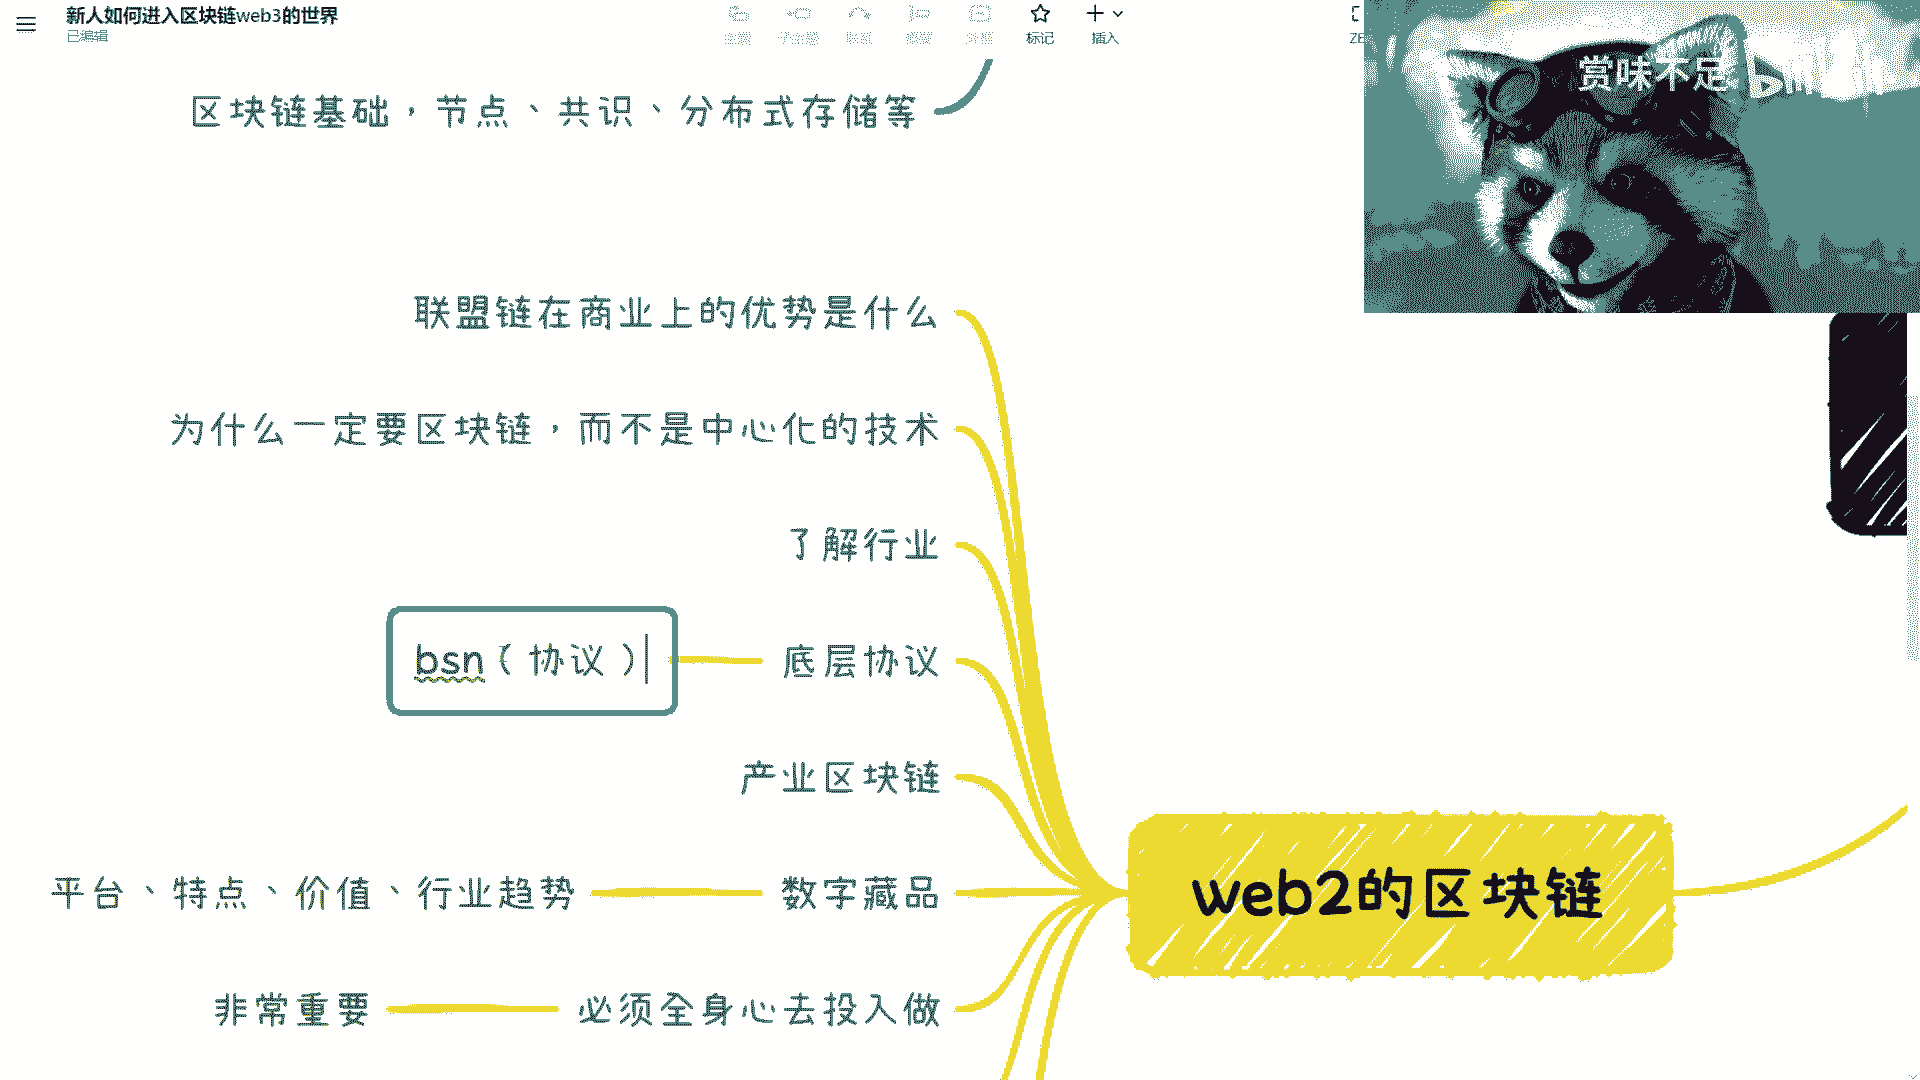 新人如何进入区块链web3的世界
已编辑
标记
插入
ZE
赏味不足
区块链基础，节点、共识、分布式存储等
联盟链在商业上的优势是什么
为什么一定要区块链，而不是中心化的技术
了解行业
bsn（协议）
底层协议
产业区块链
平台、特点、价值、行业趋势
数字藏品
非常重要
必须全身心去投入做
web2的区块链